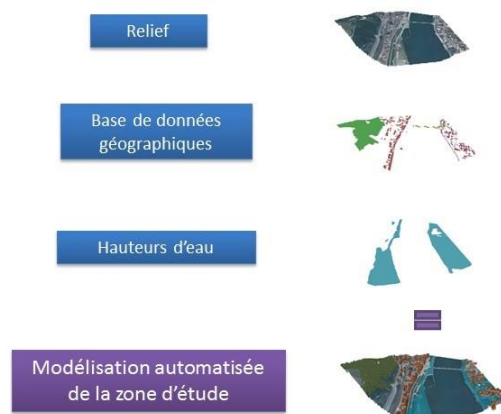 Relief
Base de données
géographiques
Hauteurs d'eau
Modélisation automatisée
de la zone d'étude